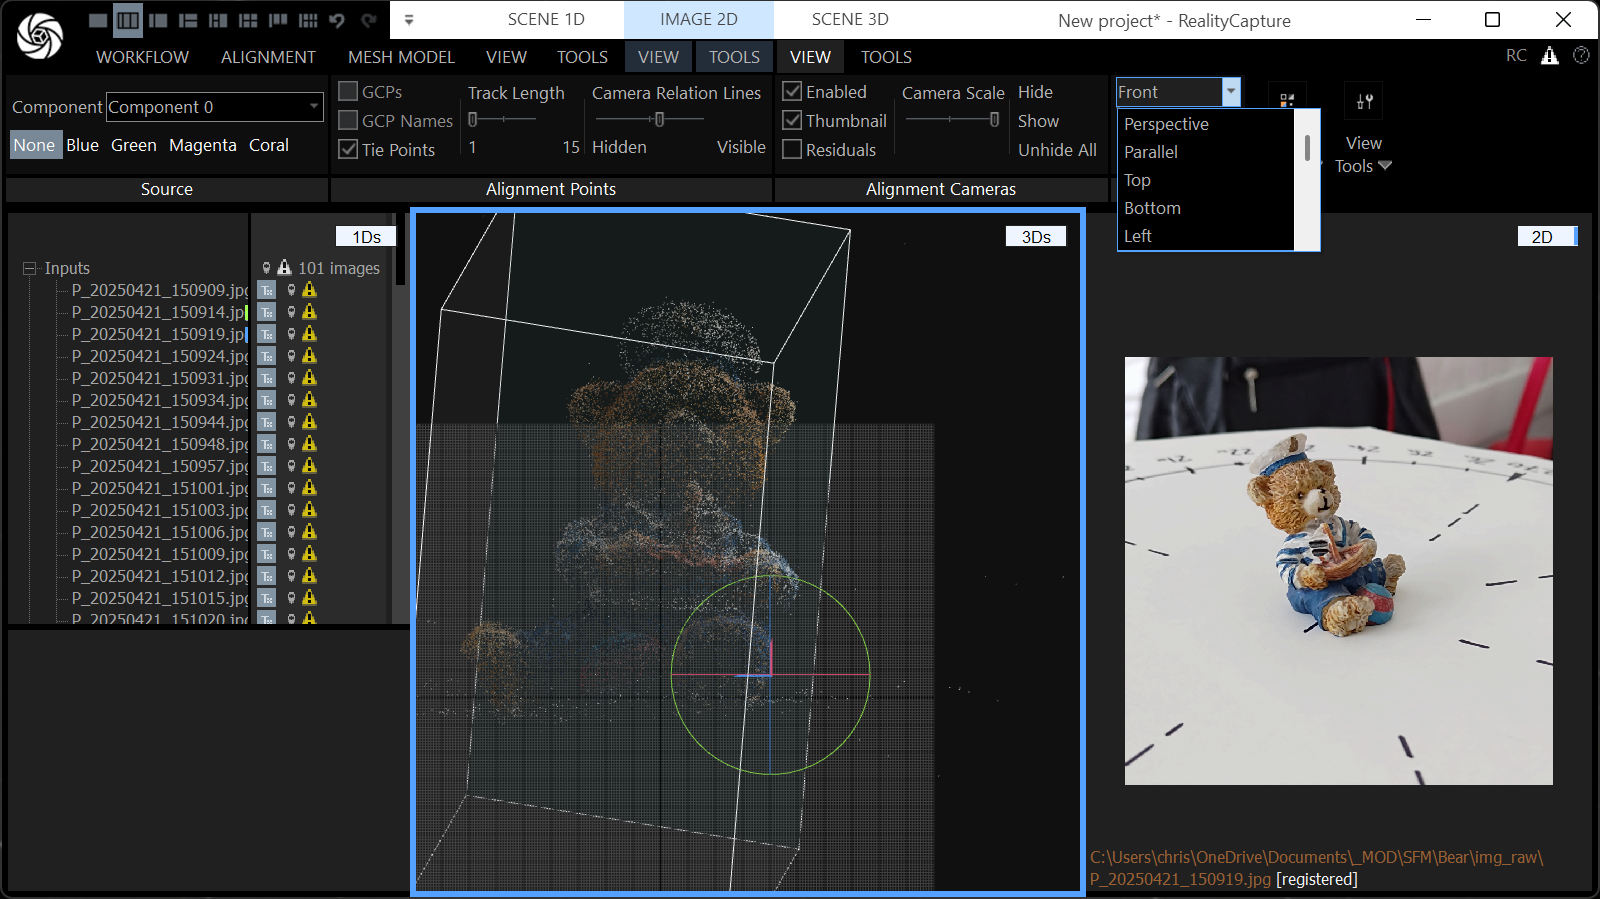 SCENE 1D IMAGE 2D SCENE 3D New project* - RealityCapture
WORKFLOW ALIGNMENT MESH MODEL VIEW TOOLS VIEW TOOLS VIEW TOOLS RC
Component Component 0
None Blue Green Magenta Coral
Source
GCPs
GCP Names
Tie Points
Track Length
1 15
Camera Relation Lines
Hidden Visible
Alignment Points
Enabled
Thumbnail
Residuals
Camera Scale
Hide
Show
Unhide All
Alignment Cameras
Front
Perspective
Parallel
Top
Bottom
Left
View
Tools
1Ds
Inputs 101 images
P_20250421_150909.jpg
P_20250421_150914.jpg
P_20250421_150919.jpg
P_20250421_150924.jpg
P_20250421_150931.jpg
P_20250421_150934.jpg
P_20250421_150944.jpg
P_20250421_150948.jpg
P_20250421_150957.jpg
P_20250421_151001.jpg
P_20250421_151003.jpg
P_20250421_151006.jpg
P_20250421_151009.jpg
P_20250421_151012.jpg
P_20250421_151015.jpg
P_20250421_151020.jpg
3Ds
2D
C:\Users\chris\OneDrive\Documents\_MOD\SFM\Bear\img_raw\
P_20250421_150919.jpg [registered]